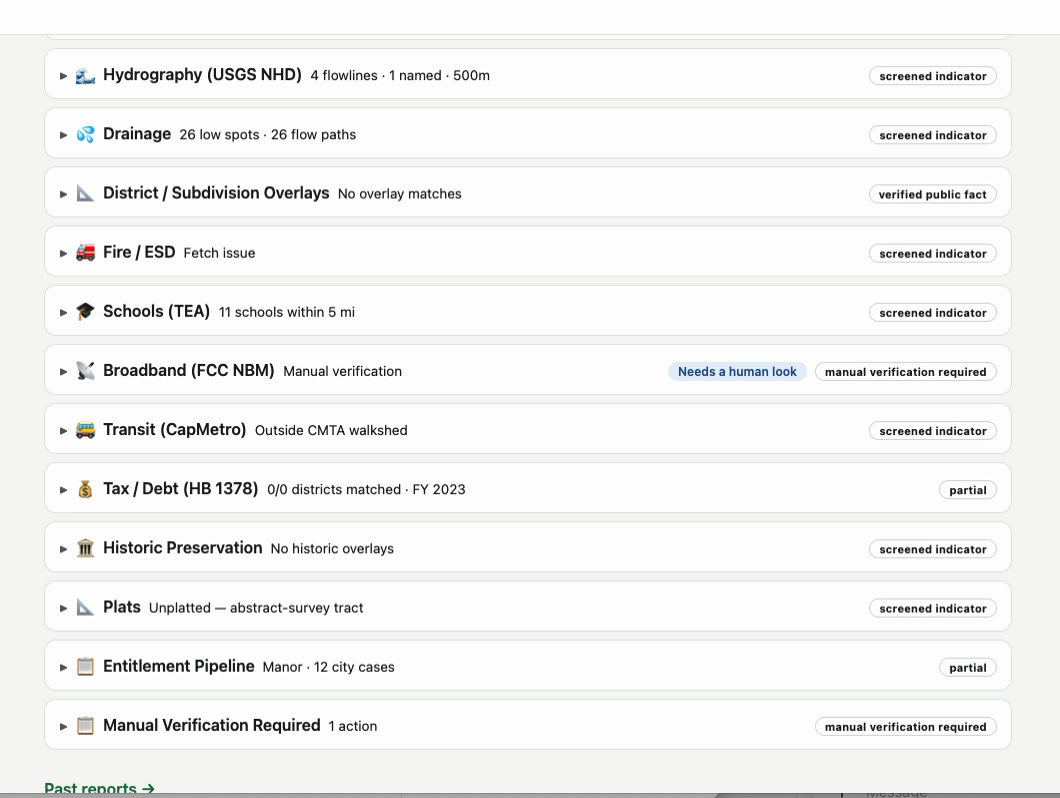 Hydrography (USGS NHD) 4 flowlines · 1 named · 500m screened indicator
Drainage 26 low spots · 26 flow paths screened indicator
District / Subdivision Overlays No overlay matches verified public fact
Fire / ESD Fetch issue screened indicator
Schools (TEA) 11 schools within 5 mi screened indicator
Broadband (FCC NBM) Manual verification Needs a human look manual verification required
Transit (CapMetro) Outside CMTA walkshed screened indicator
Tax / Debt (HB 1378) 0/0 districts matched · FY 2023 partial
Historic Preservation No historic overlays screened indicator
Plats Unplatted — abstract-survey tract screened indicator
Entitlement Pipeline Manor · 12 city cases partial
Manual Verification Required 1 action manual verification required
Past reports →
Message